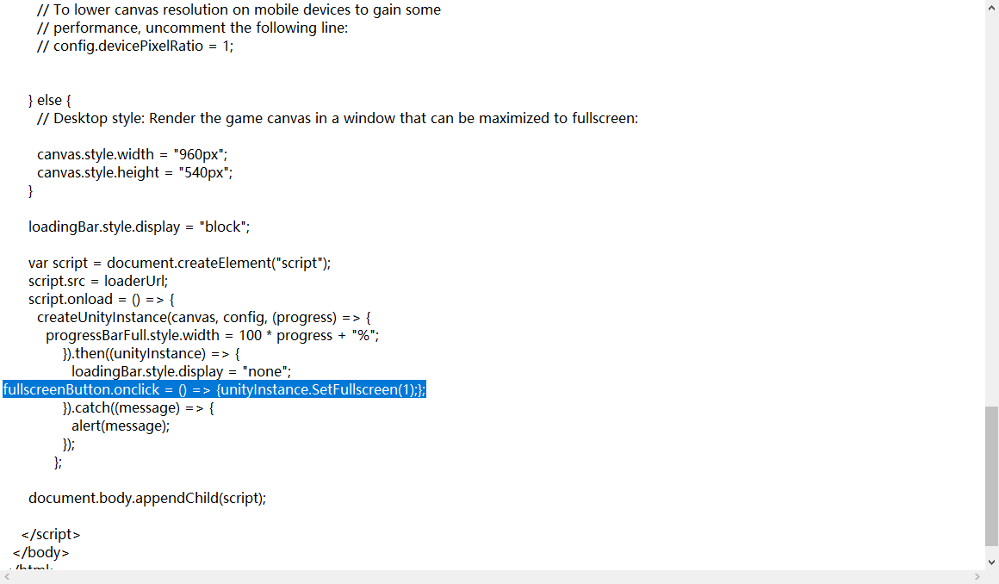 // To lower canvas resolution on mobile devices to gain some
// performance, uncomment the following line:
// config.devicePixelRatio = 1;
} else {
// Desktop style: Render the game canvas in a window that can be maximized to fullscreen:
canvas.style.width = "960px";
canvas.style.height = "540px";
}
loadingBar.style.display = "block";
var script = document.createElement("script");
script.src = loaderUrl;
script.onload = () => {
createUnityInstance(canvas, config, (progress) => {
progressBarFull.style.width = 100 * progress + "%";
}).then((unityInstance) => {
loadingBar.style.display = "none";
fullscreenButton.onclick = () => {unityInstance.SetFullscreen(1);};
}).catch((message) => {
alert(message);
});
};
document.body.appendChild(script);
</script>
</body>
</html>